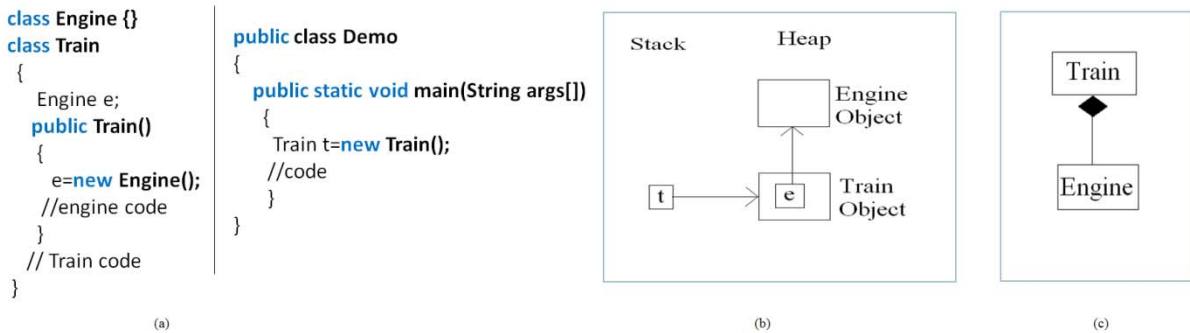 class Engine {}
class Train
{
Engine e;
public Train()
{
e=new Engine();
//engine code
}
// Train code
}
(a)
public class Demo
{
public static void main(String args[])
{
Train t=new Train();
//code
}
}
Stack
Heap
Engine
Object
t
e
Train
Object
(b)
Train
Engine
(c)